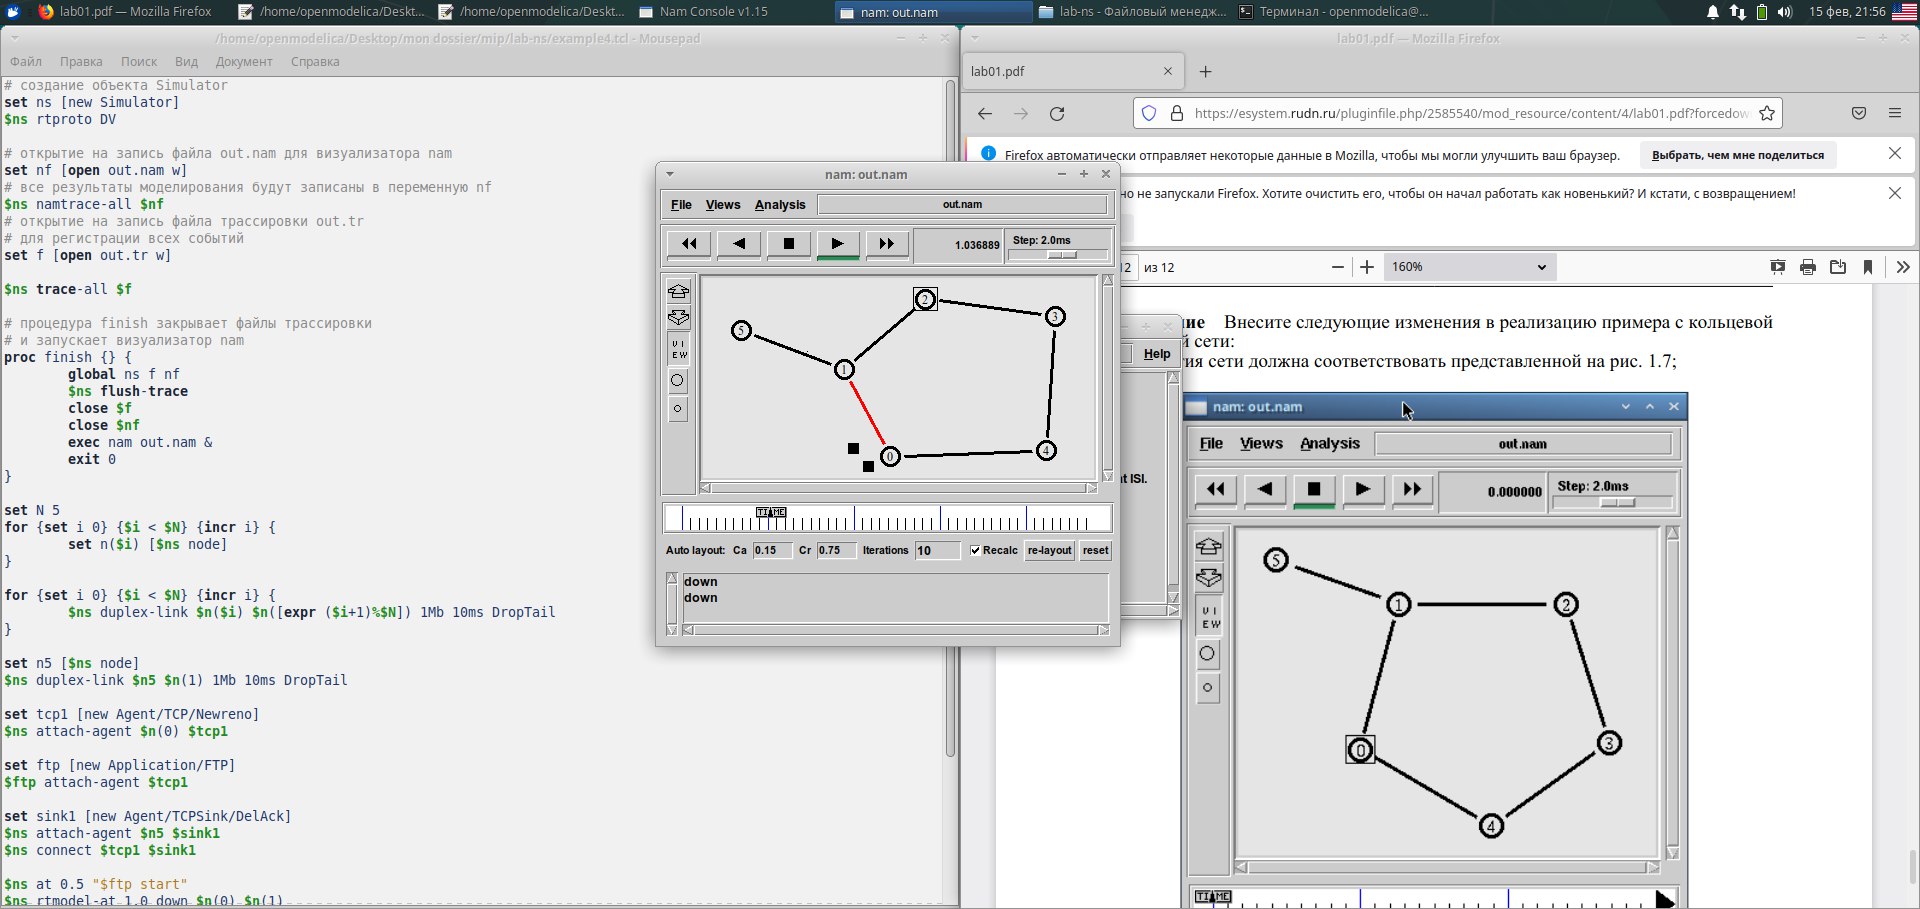 lab01.pdf — Mozilla Firefox
/home/openmodelica/Deskt...
/home/openmodelica/Deskt...
Nam Console v1.15
nam: out.nam
lab-ns - Файловый менедж...
Терминал - openmodelica@...
15 фев, 21:56
/home/openmodelica/Desktop/mon dossier/mip/lab-ns/example4.tcl - Mousepad
Файл Правка Поиск Вид Документ Справка
# создание объекта Simulator
set ns [new Simulator]
$ns rtproto DV
# открытие на запись файла out.nam для визуализатора nam
set nf [open out.nam w]
# все результаты моделирования будут записаны в переменную nf
$ns namtrace-all $nf
# открытие на запись файла трассировки out.tr
# для регистрации всех событий
set f [open out.tr w]
$ns trace-all $f
# процедура finish закрывает файлы трассировки
# и запускает визуализатор nam
proc finish {} {
global ns f nf
$ns flush-trace
close $f
close $nf
exec nam out.nam &
exit 0
}
set N 5
for {set i 0} {$i < $N} {incr i} {
set n($i) [$ns node]
}
for {set i 0} {$i < $N} {incr i} {
$ns duplex-link $n($i) $n([expr ($i+1)%$N]) 1Mb 10ms DropTail
}
set n5 [$ns node]
$ns duplex-link $n5 $n(1) 1Mb 10ms DropTail
set tcp1 [new Agent/TCP/Newreno]
$ns attach-agent $n(0) $tcp1
set ftp [new Application/FTP]
$ftp attach-agent $tcp1
set sink1 [new Agent/TCPSink/DelAck]
$ns attach-agent $n5 $sink1
$ns connect $tcp1 $sink1
$ns at 0.5 "$ftp start"
$ns rtmodel-at 1.0 down $n(0) $n(1)
nam: out.nam
File Views Analysis out.nam
1.036889 Step: 2.0ms
V I
E W
5
2
3
1
0
4
TIME
Auto layout: Ca 0.15 Cr 0.75 Iterations 10 Recalc re-layout reset
down
down
lab01.pdf — Mozilla Firefox
lab01.pdf
https://esystem.rudn.ru/pluginfile.php/2585540/mod_resource/content/4/lab01.pdf?forcedow
Firefox автоматически отправляет некоторые данные в Mozilla, чтобы мы могли улучшить ваш браузер. Выбрать, чем мне поделиться
но не запускали Firefox. Хотите очистить его, чтобы он начал работать как новенький? И кстати, с возвращением!
12 из 12 160%
ие Внесите следующие изменения в реализацию примера с кольцевой
й сети:
ия сети должна соответствовать представленной на рис. 1.7;
Help
t ISI.
nam: out.nam
File Views Analysis out.nam
0.000000 Step: 2.0ms
V I
E W
5
1
2
0
3
4
TIME